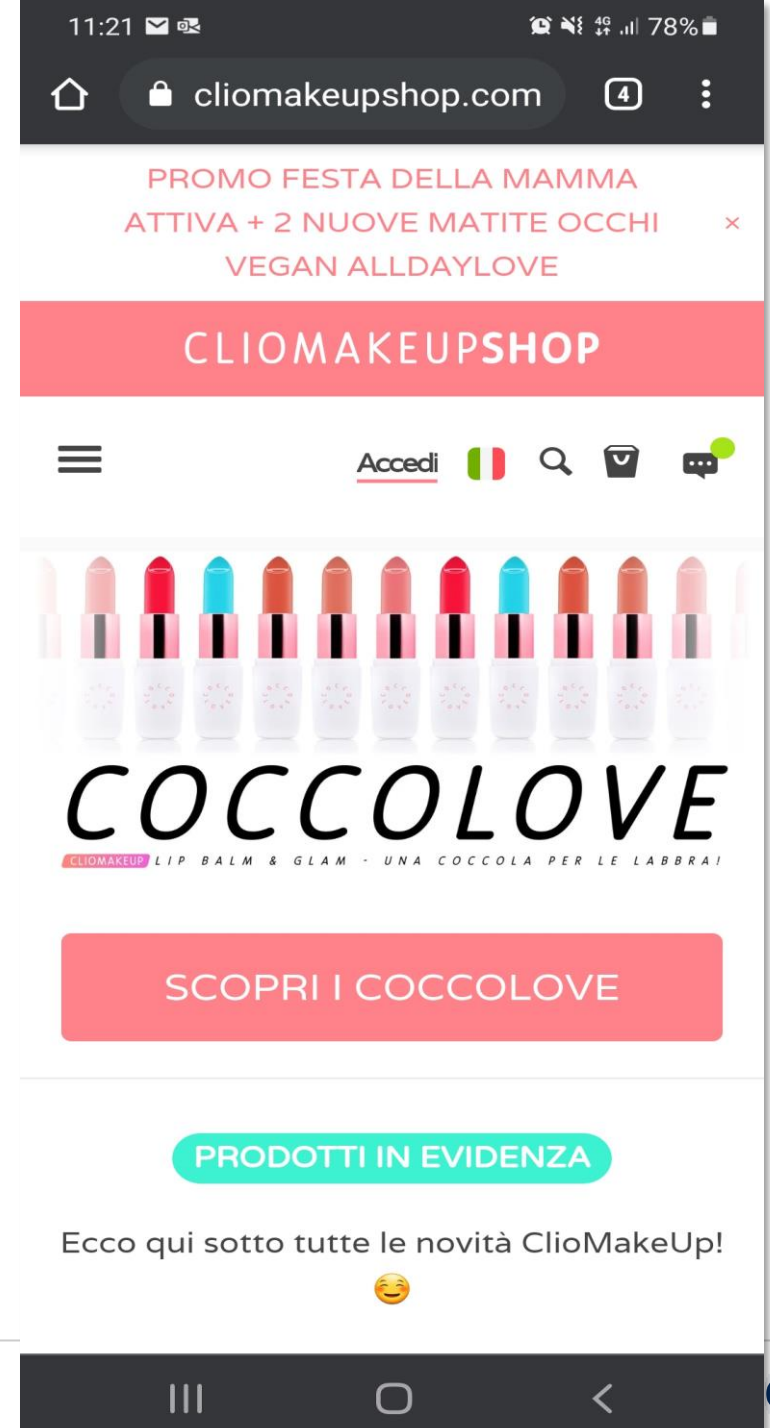 11:21 4G 78%
cliomakeupshop.com 4
PROMO FESTA DELLA MAMMA
ATTIVA + 2 NUOVE MATITE OCCHI ×
VEGAN ALLDAYLOVE
CLIOMAKEUPSHOP
Accedi
COCCOLOVE
CLIOMAKEUP LIP BALM & GLAM - UNA COCCOLA PER LE LABBRA!
SCOPRI I COCCOLOVE
PRODOTTI IN EVIDENZA
Ecco qui sotto tutte le novità ClioMakeUp!
☺️